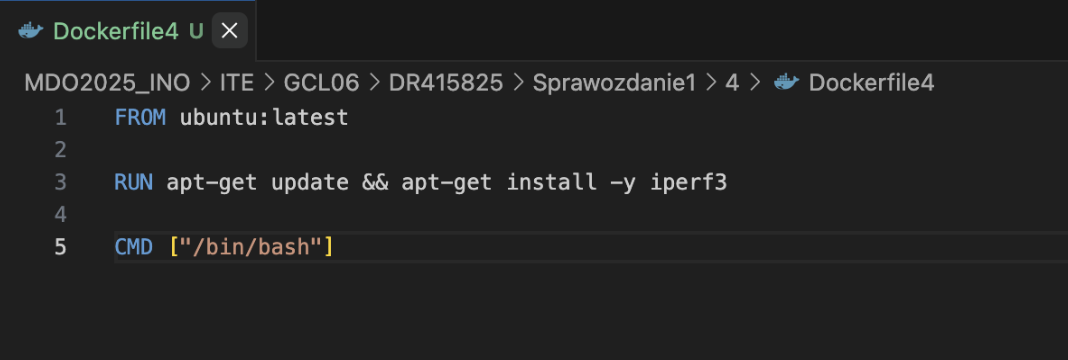 Dockerfile4 U ×
MDO2025_INO > ITE > GCL06 > DR415825 > Sprawozdanie1 > 4 > Dockerfile4
1 FROM ubuntu:latest
2
3 RUN apt-get update && apt-get install -y iperf3
4
5 CMD ["/bin/bash"]